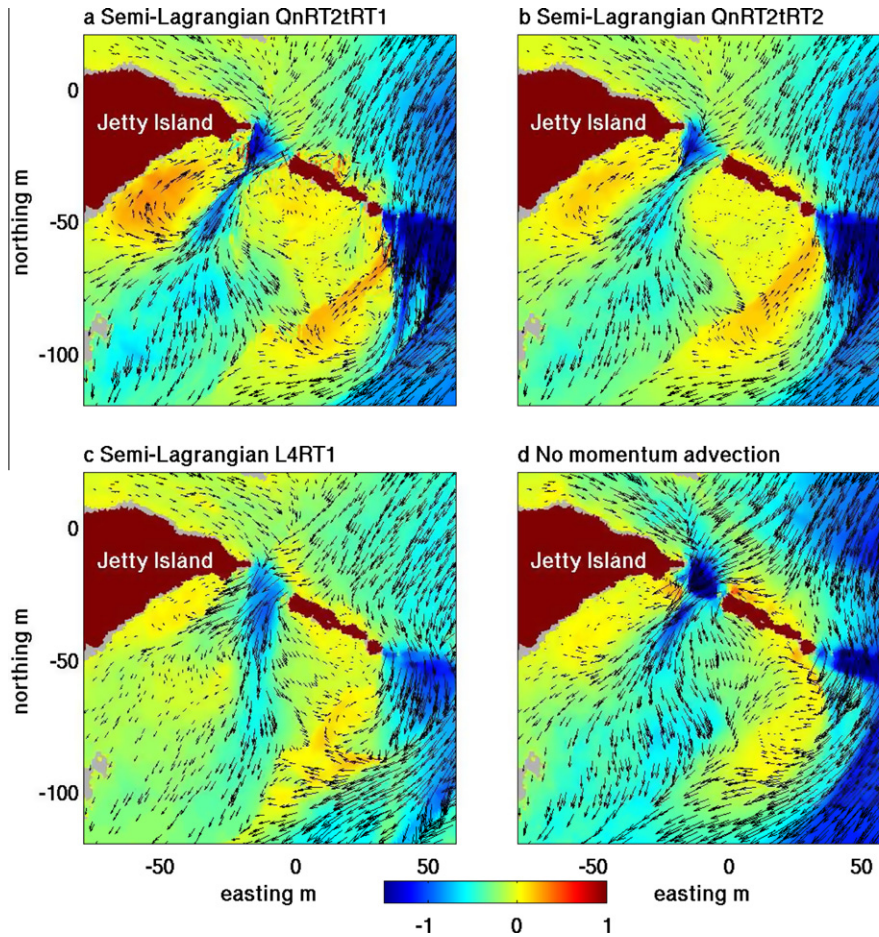 a Semi-Lagrangian QnRT2tRT1
b Semi-Lagrangian QnRT2tRT2
0
Jetty Island
Jetty Island
-50
northing m
-100
c Semi-Lagrangian L4RT1
d No momentum advection
0
Jetty Island
Jetty Island
-50
northing m
-100
-50
0
50
-50
0
50
easting m
easting m
-1
0
1